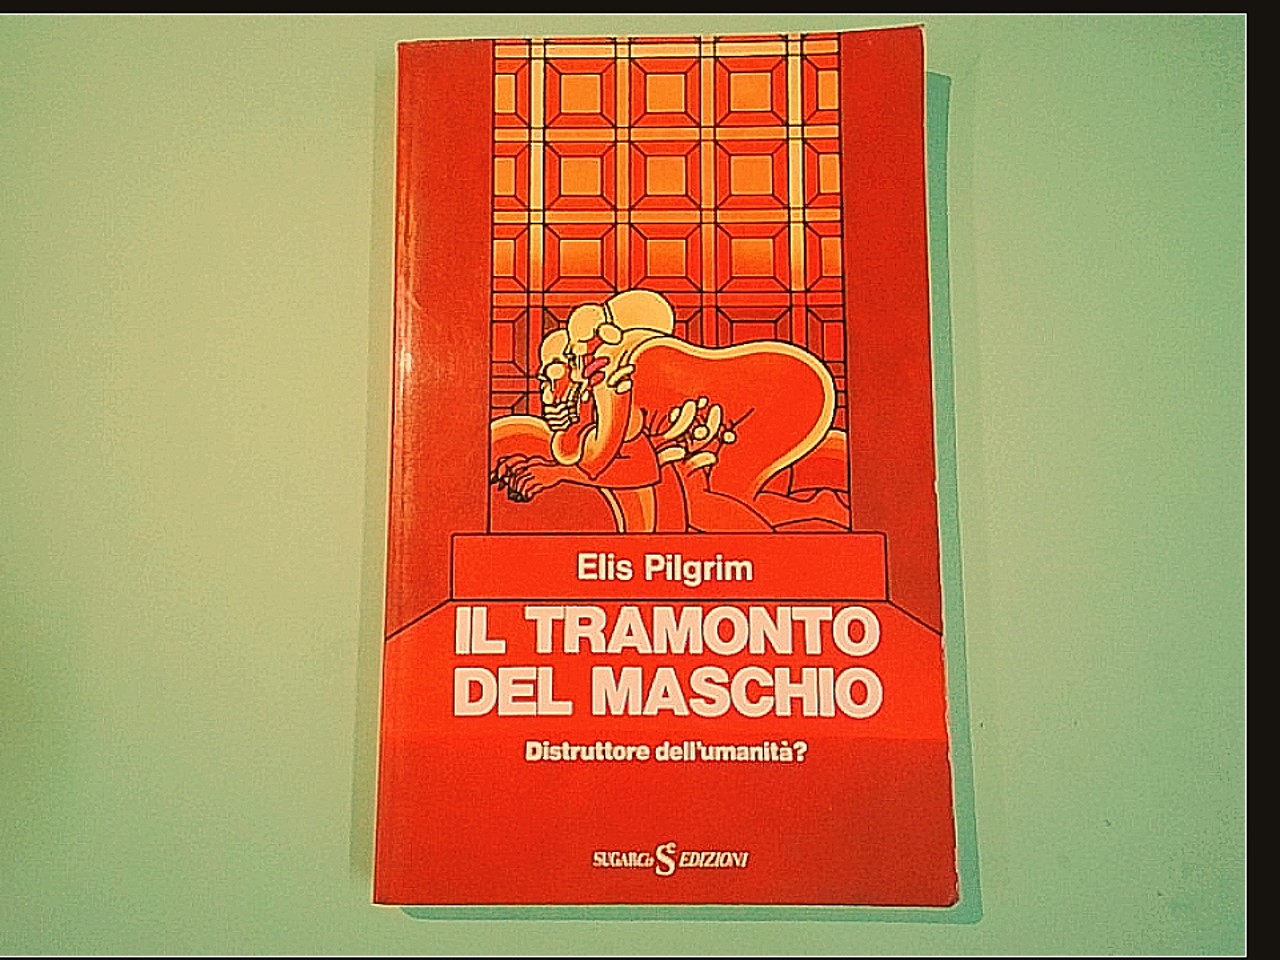 Elis Pilgrim
IL TRAMONTO
DEL MASCHIO
Distruttore dell'umanità?
SUGARCo EDIZIONI